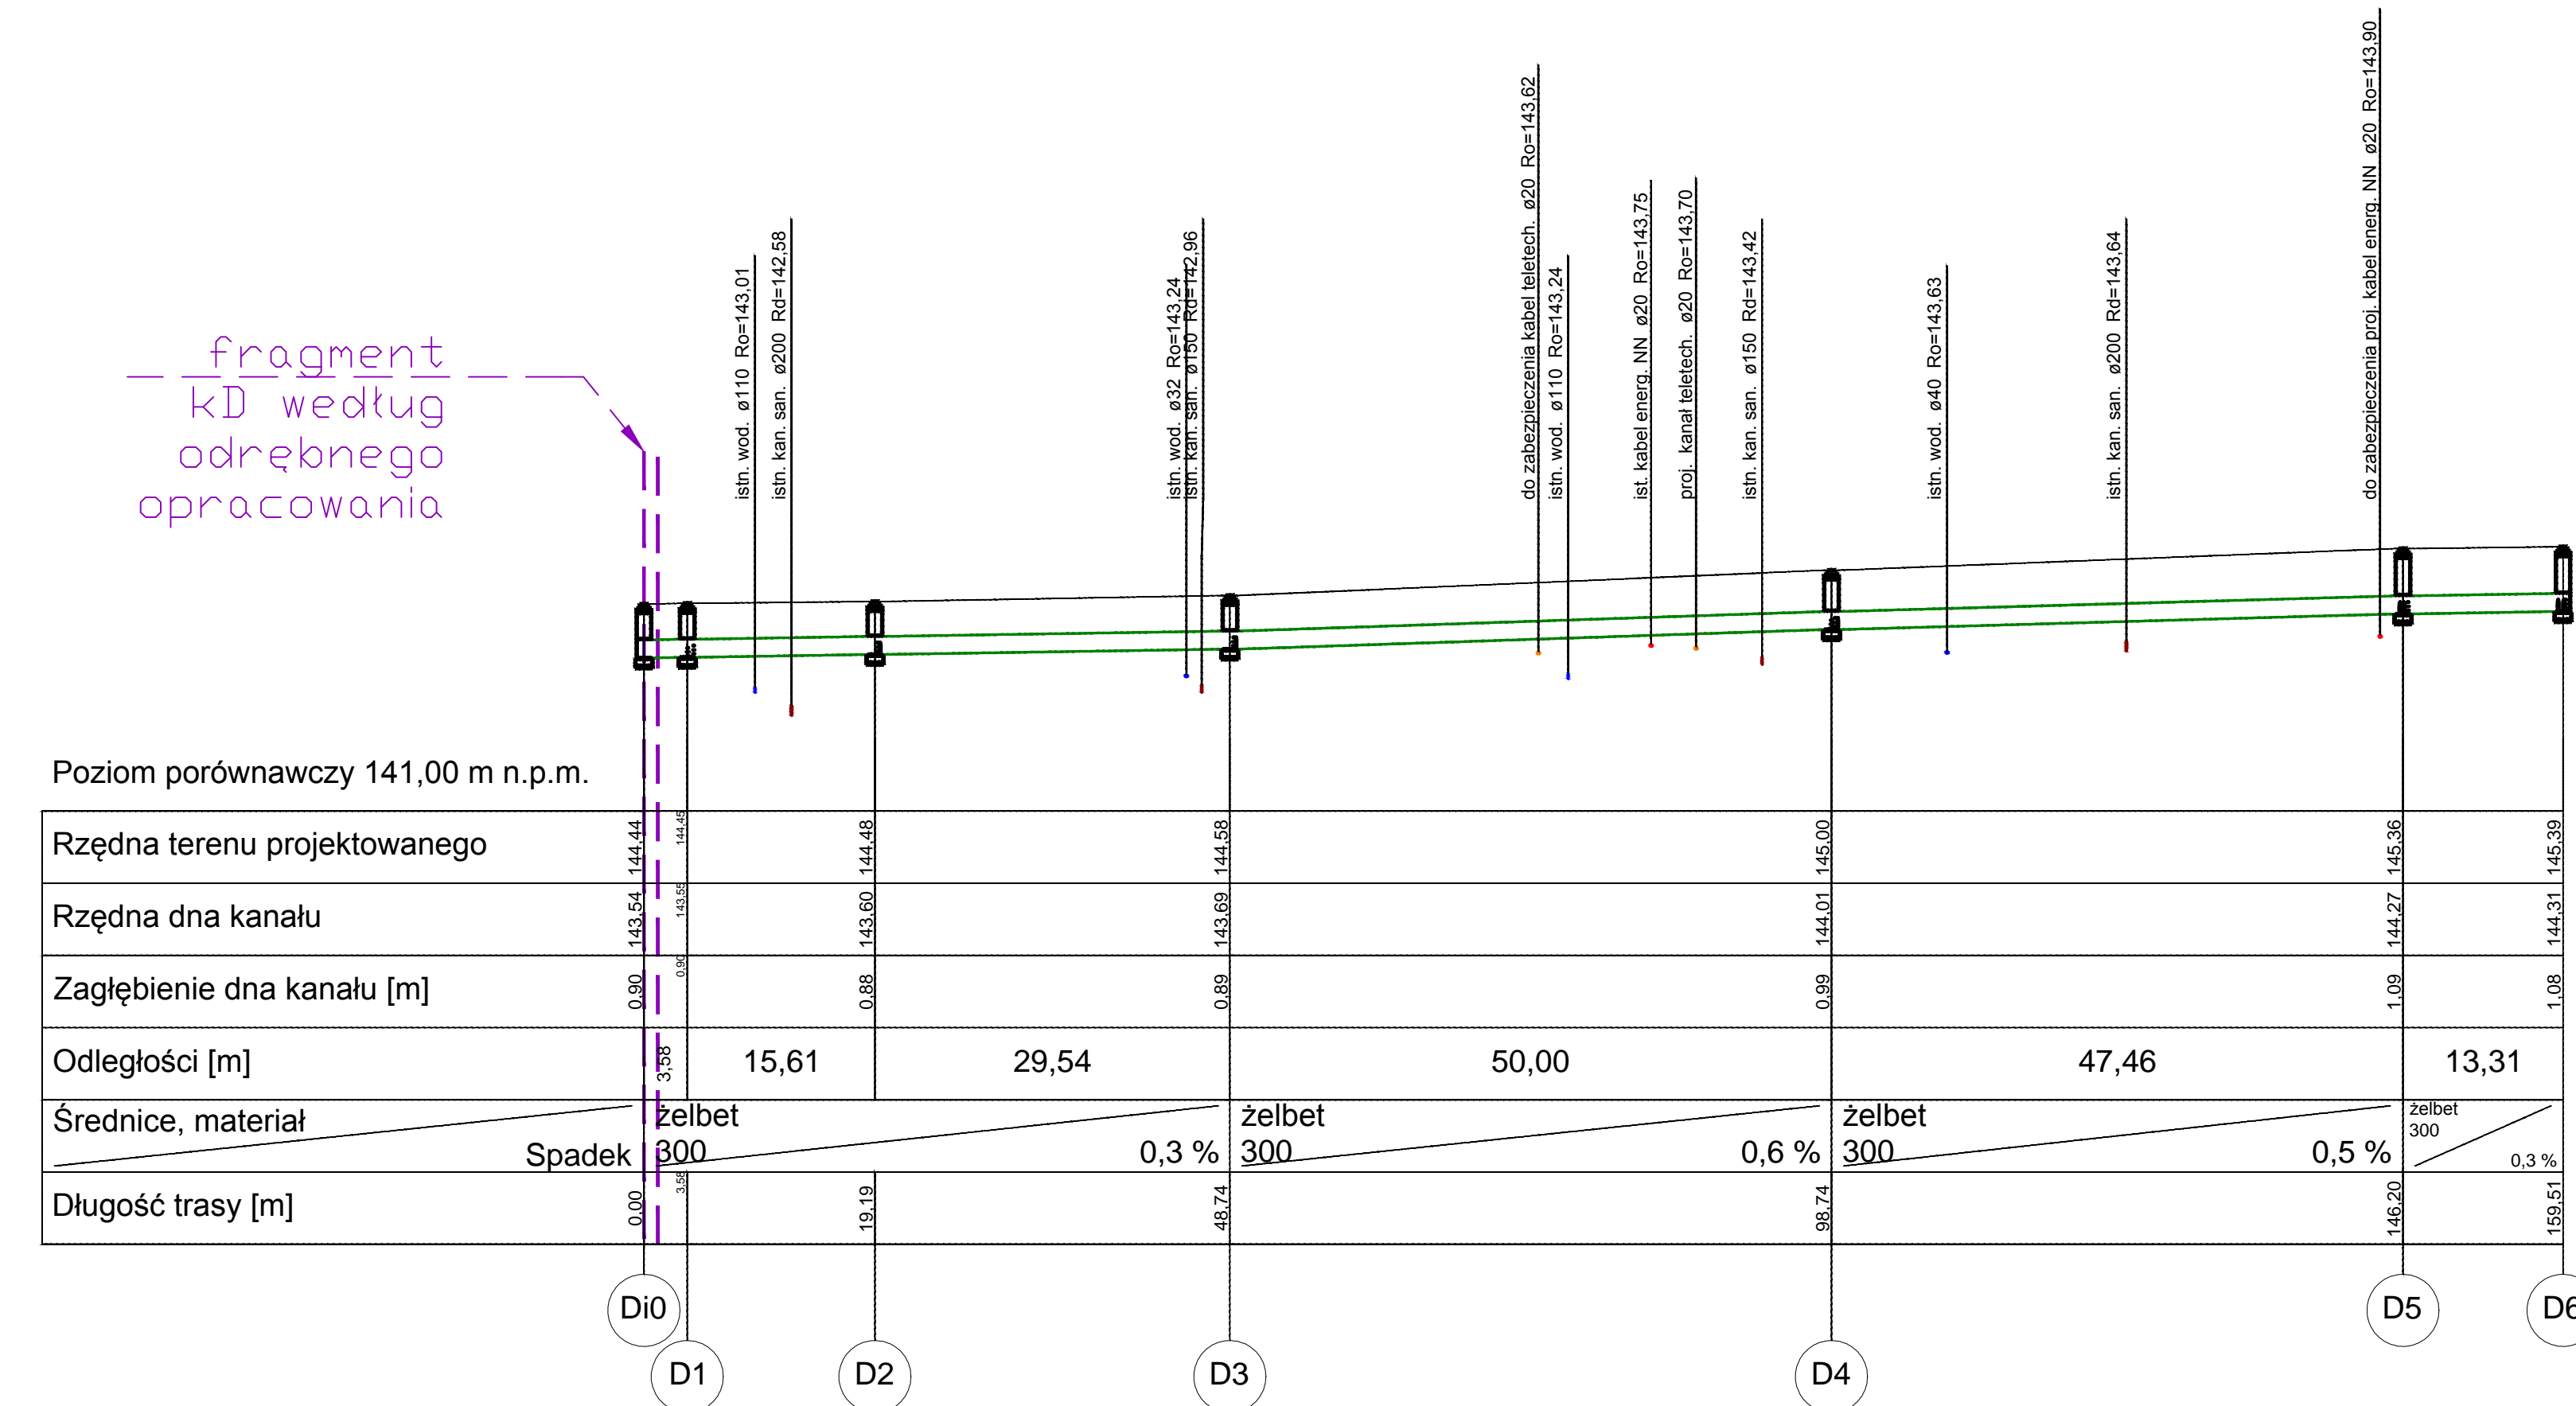 istn. wod. ø110 Ro=143,01
istn. kan. san. ø200 Rd=142,58
istn. wod. ø32 Ro=143,24
istn. kan. san. ø150 Rd=142,96
do zabezpieczenia kabel teletech. ø20 Ro=143,62
istn. wod. ø110 Ro=143,24
ist. kabel energ. NN ø20 Ro=143,75
proj. kanał teletech. ø20 Ro=143,70
istn. kan. san. ø150 Rd=143,42
istn. wod. ø40 Ro=143,63
istn. kan. san. ø200 Rd=143,64
do zabezpieczenia proj. kabel energ. NN ø20 Ro=143,90
fragment
kD według
odrębnego
opracowania
Poziom porównawczy 141,00 m n.p.m.
Rzędna terenu projektowanego 144,44 144,45 144,48 144,58 145,00 145,36 145,39
Rzędna dna kanału 143,54 143,55 143,60 143,69 144,01 144,27 144,31
Zagłębienie dna kanału [m] 0,90 0,90 0,88 0,89 0,99 1,09 1,08
Odległości [m] 3,58 15,61 29,54 50,00 47,46 13,31
Średnice, materiał żelbet żelbet żelbet żelbet
300
Spadek 300 0,3 % 300 0,6 % 300 0,5 % 0,3 %
Długość trasy [m] 0,00 3,58 19,19 48,74 98,74 146,20 159,51
Di0 D5 D6
D1 D2 D3 D4